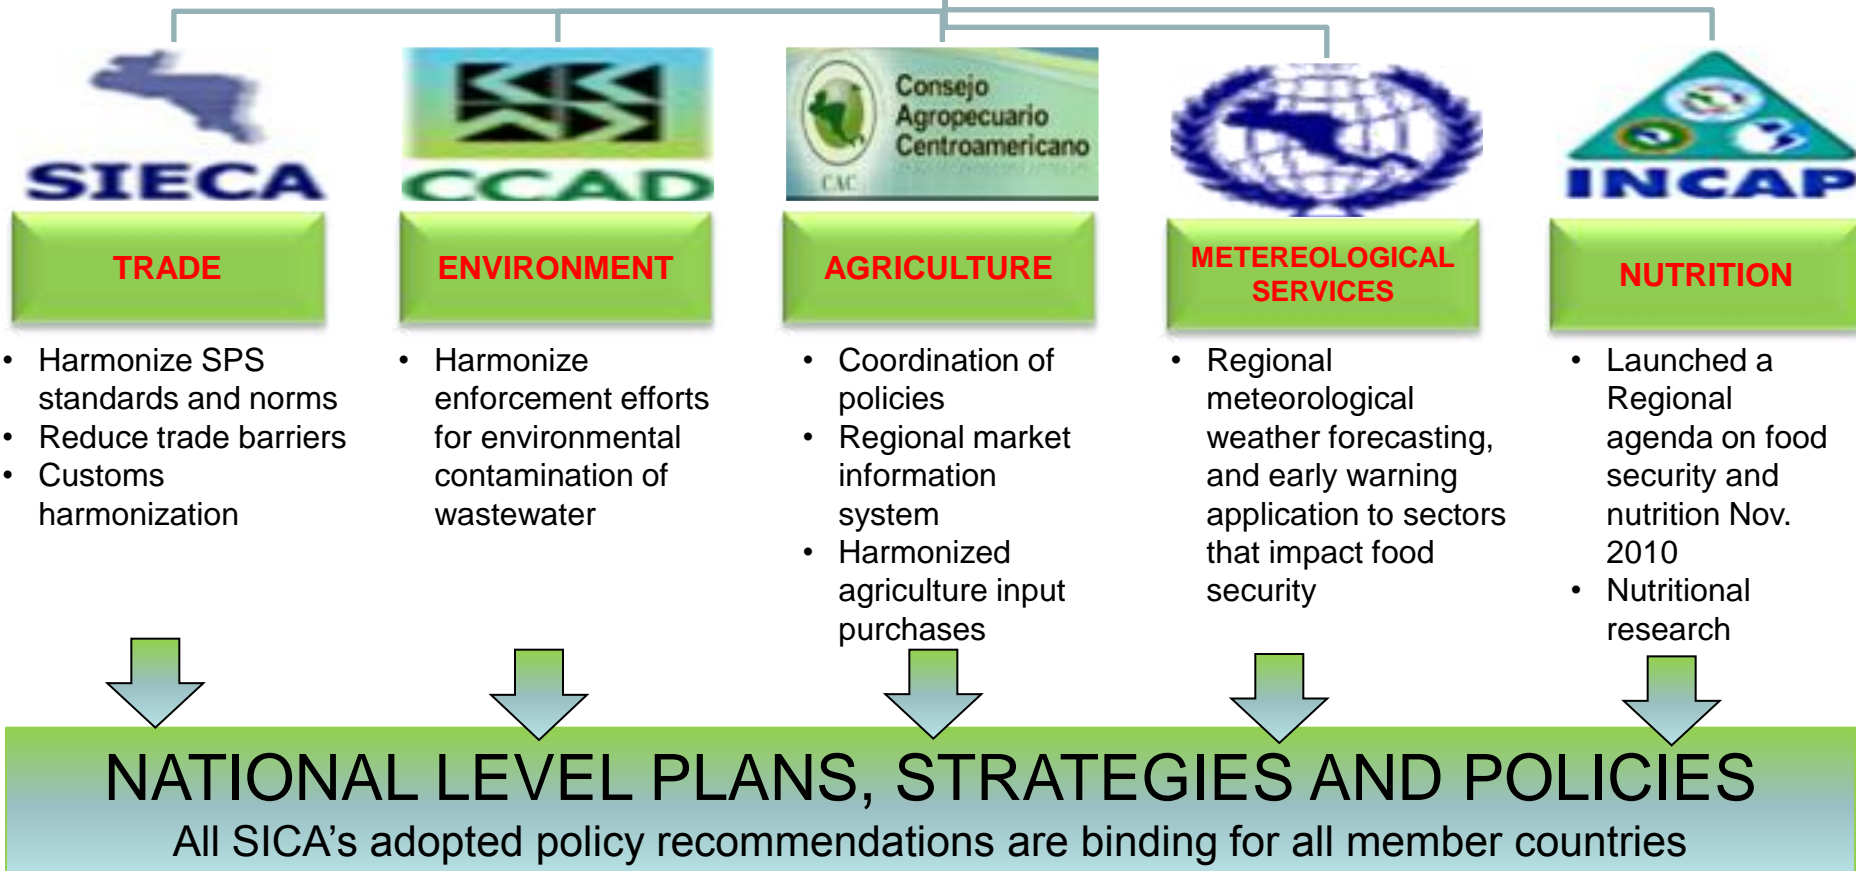 SIECA
CCAD
Consejo
Agropecuario
Centroamericano
CAC
INCAP
TRADE
ENVIRONMENT
AGRICULTURE
METEREOLOGICAL
SERVICES
NUTRITION
• Harmonize SPS
standards and norms
• Reduce trade barriers
• Customs
harmonization
• Harmonize
enforcement efforts
for environmental
contamination of
wastewater
• Coordination of
policies
• Regional market
information
system
• Harmonized
agriculture input
purchases
• Regional
meteorological
weather forecasting,
and early warning
application to sectors
that impact food
security
• Launched a
Regional
agenda on food
security and
nutrition Nov.
2010
• Nutritional
research
NATIONAL LEVEL PLANS, STRATEGIES AND POLICIES
All SICA’s adopted policy recommendations are binding for all member countries